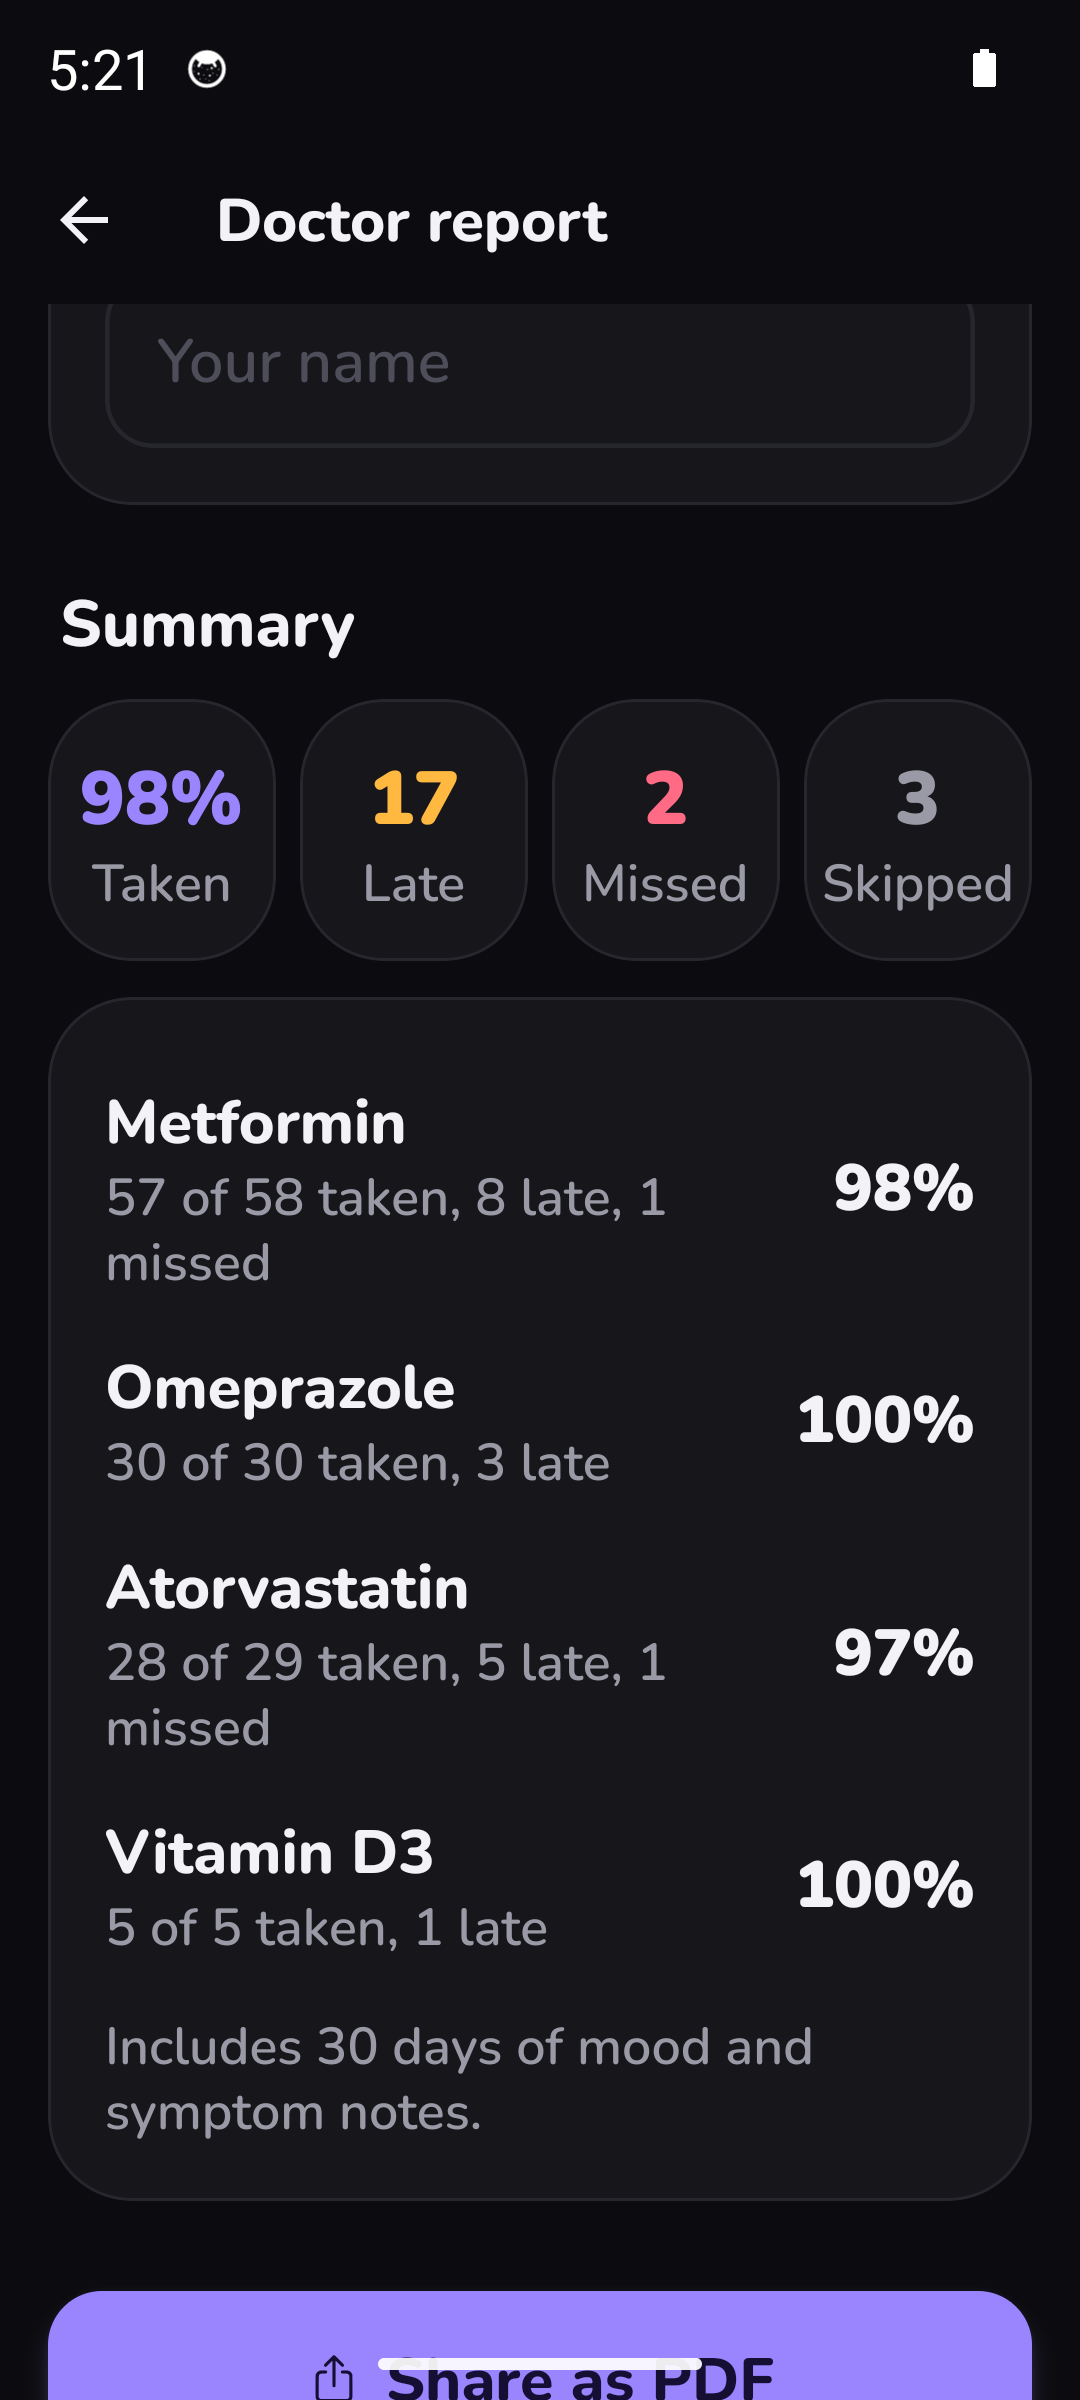 5:21
Doctor report
Your name
Summary
98%
Taken
17
Late
2
Missed
3
Skipped
Metformin
57 of 58 taken, 8 late, 1
missed
98%
Omeprazole
30 of 30 taken, 3 late
100%
Atorvastatin
28 of 29 taken, 5 late, 1
missed
97%
Vitamin D3
5 of 5 taken, 1 late
100%
Includes 30 days of mood and
symptom notes.
Share as PDF